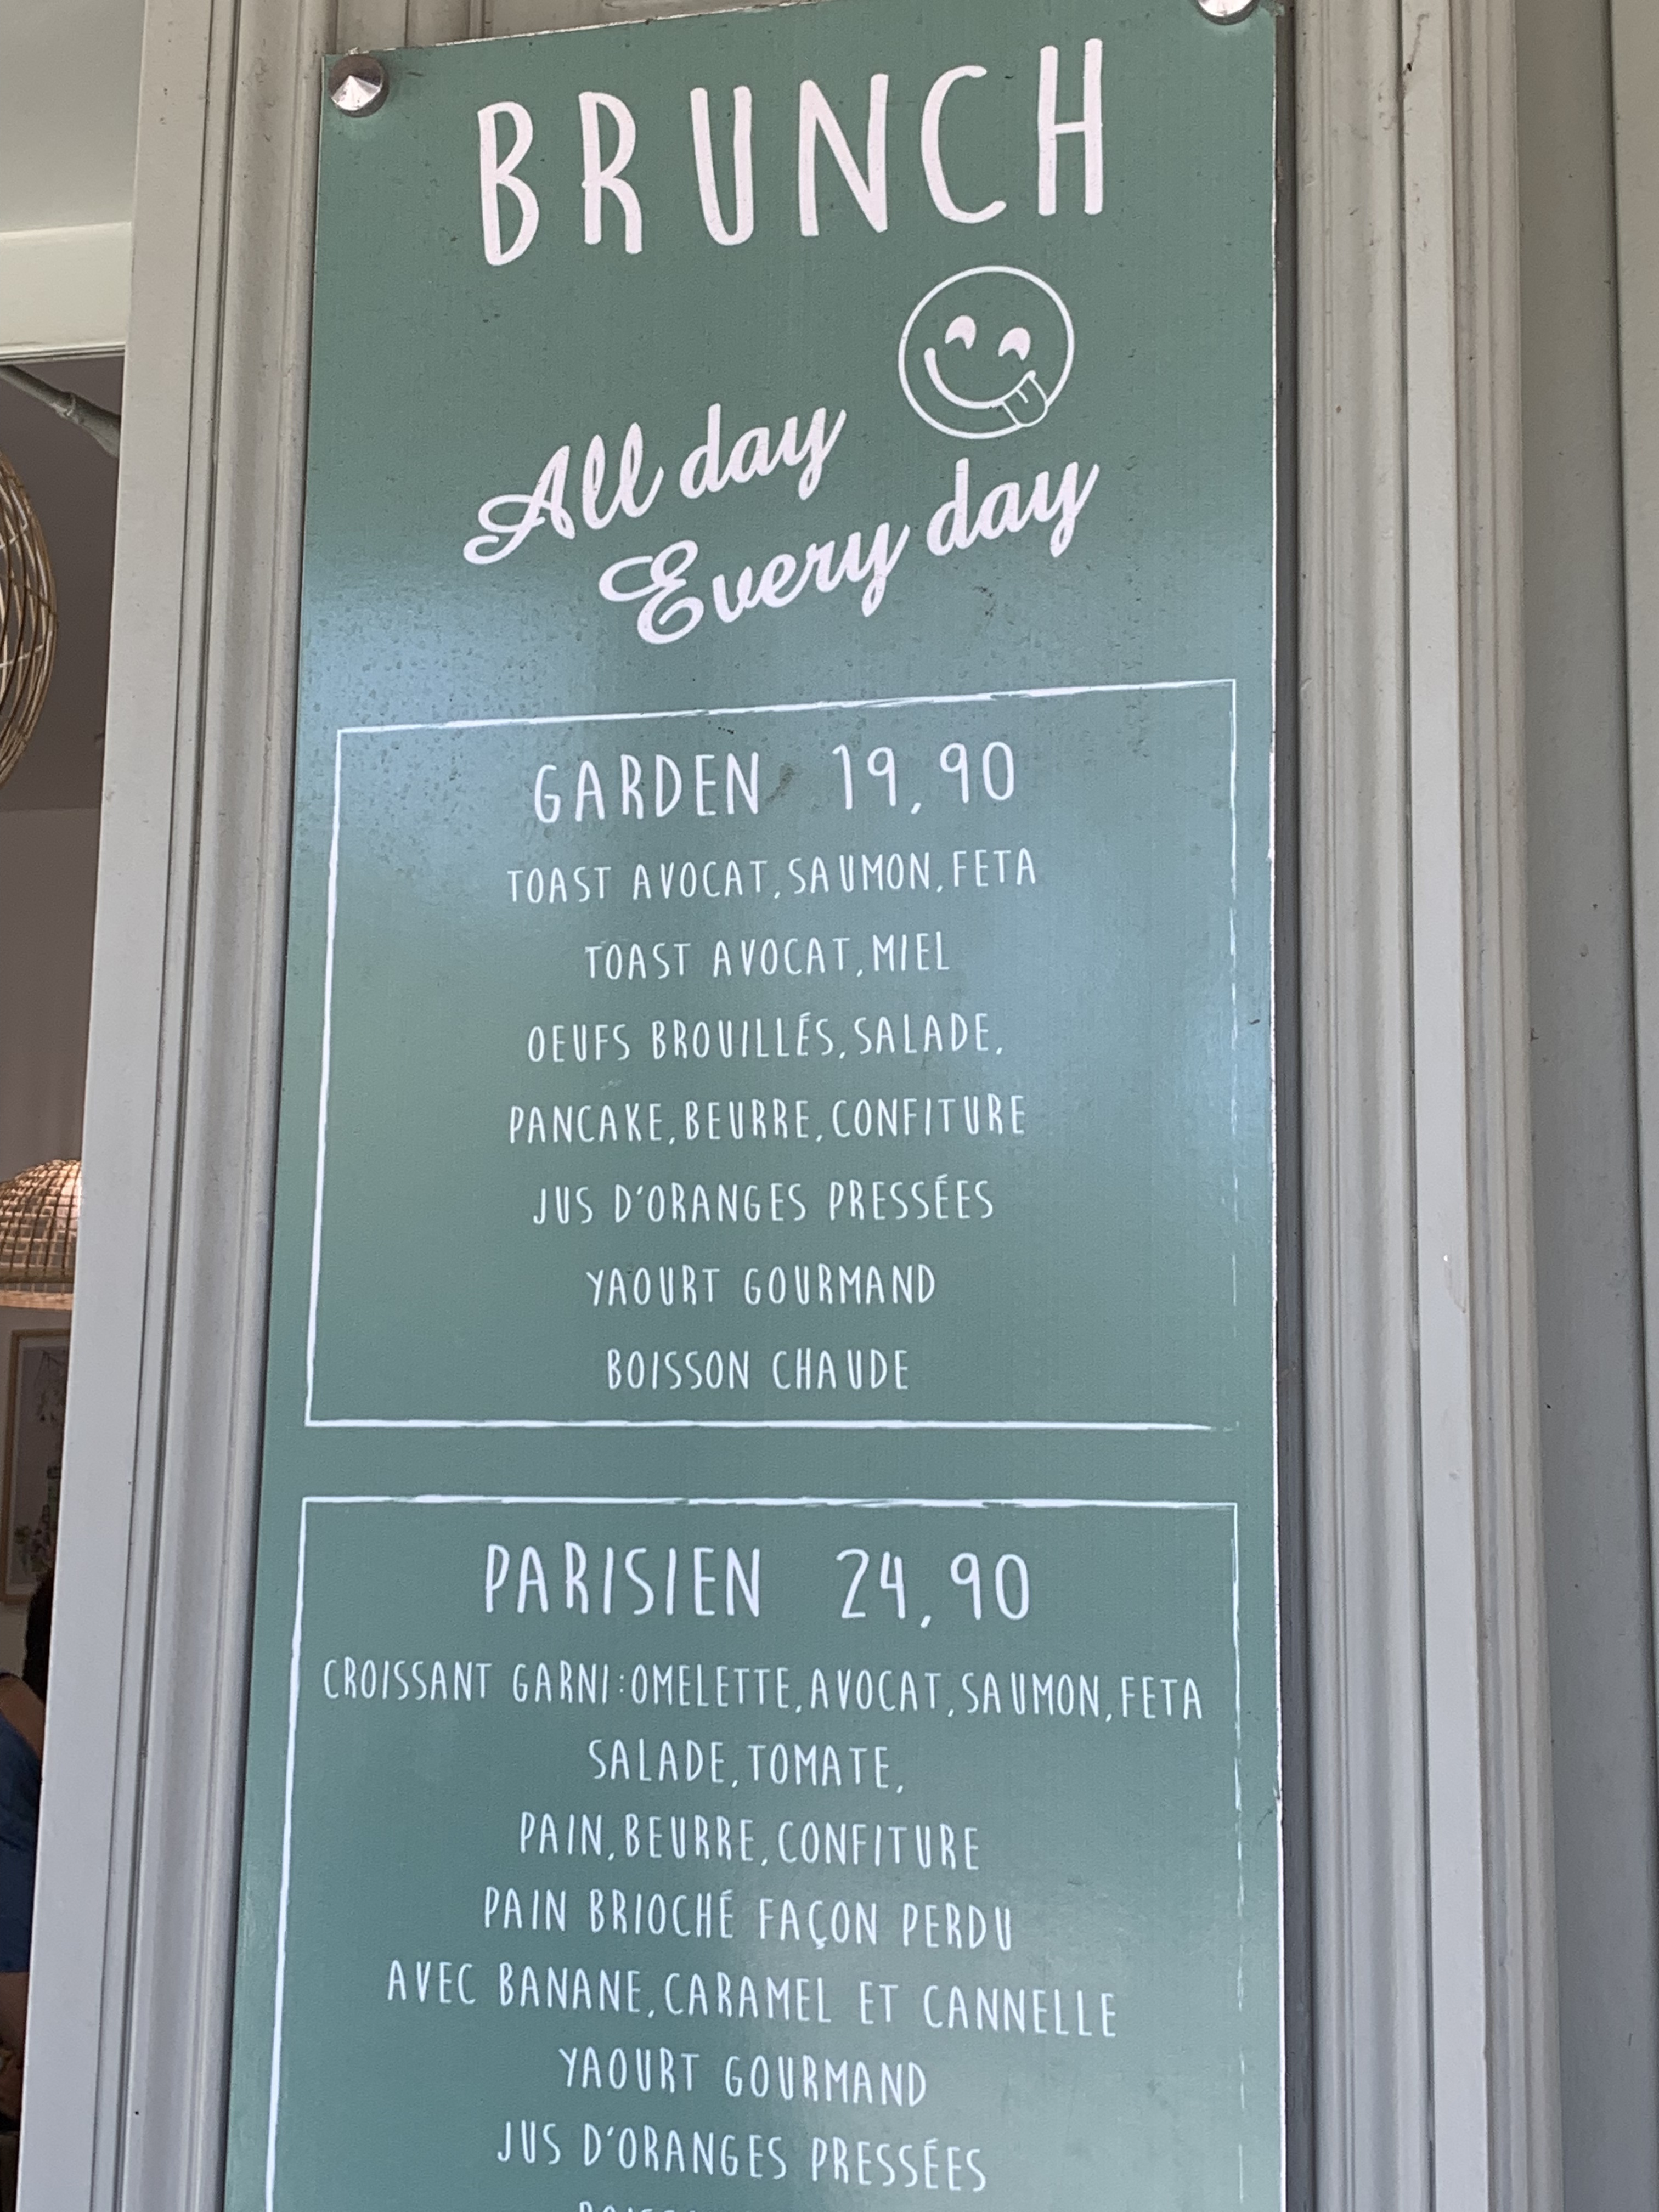 BRUNCH
All day
Every day
GARDEN 19,90
TOAST AVOCAT, SAUMON, FETA
TOAST AVOCAT, MIEL
OEUFS BROUILLÉS, SALADE,
PANCAKE, BEURRE, CONFITURE
JUS D'ORANGES PRESSÉES
YAOURT GOURMAND
BOISSON CHAUDE
PARISIEN 24,90
CROISSANT GARNI : OMELETTE, AVOCAT, SAUMON, FETA
SALADE, TOMATE,
PAIN, BEURRE, CONFITURE
PAIN BRIOCHÉ FAÇON PERDU
AVEC BANANE, CARAMEL ET CANNELLE
YAOURT GOURMAND
JUS D'ORANGES PRESSÉES